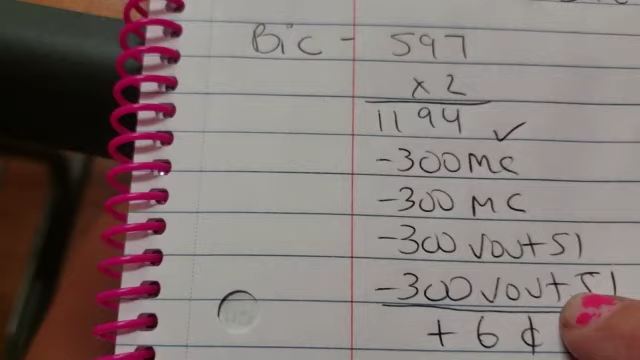 Bic - 597
x 2
1194 ✓
-300 MC
-300 MC
-300 vout 51
-300 vout 51
+ 6 ¢